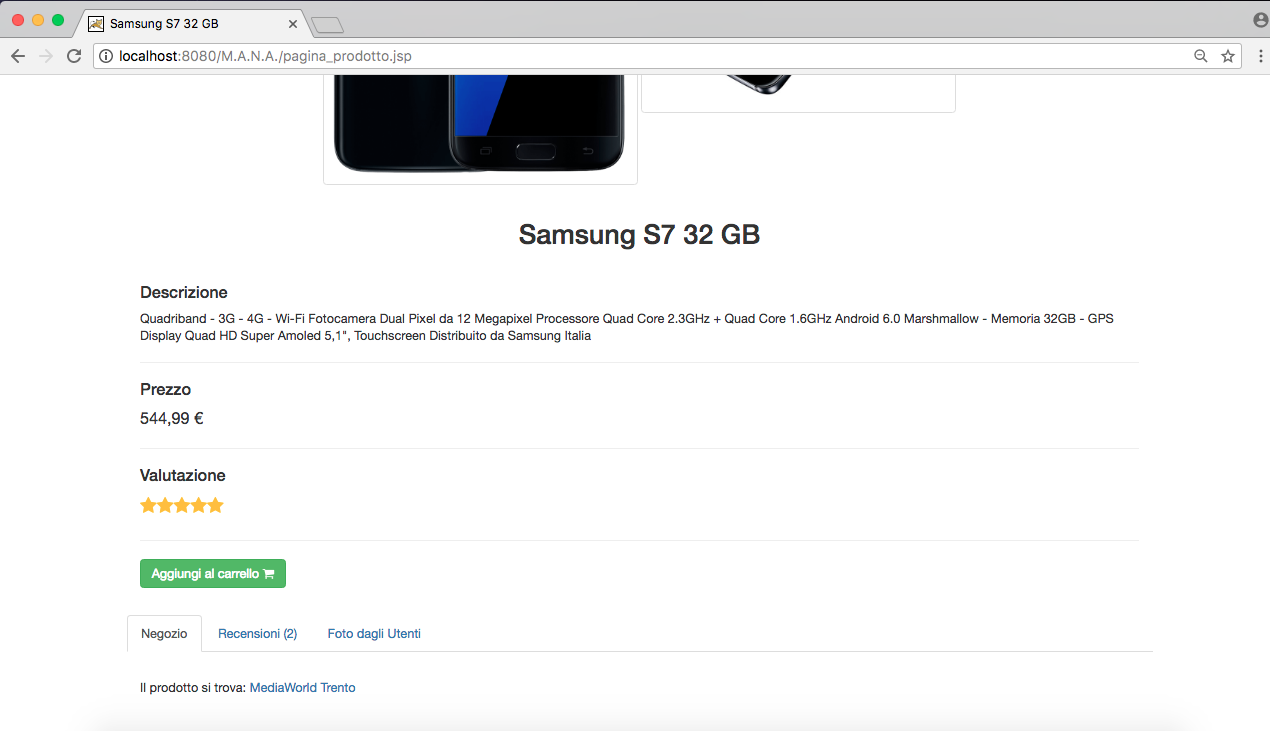 Samsung S7 32 GB
localhost:8080/M.A.N.A./pagina_prodotto.jsp
Samsung S7 32 GB
Descrizione
Quadriband - 3G - 4G - Wi-Fi Fotocamera Dual Pixel da 12 Megapixel Processore Quad Core 2.3GHz + Quad Core 1.6GHz Android 6.0 Marshmallow - Memoria 32GB - GPS
Display Quad HD Super Amoled 5,1", Touchscreen Distribuito da Samsung Italia
Prezzo
544,99 €
Valutazione
Aggiungi al carrello
Negozio Recensioni (2) Foto dagli Utenti
Il prodotto si trova: MediaWorld Trento